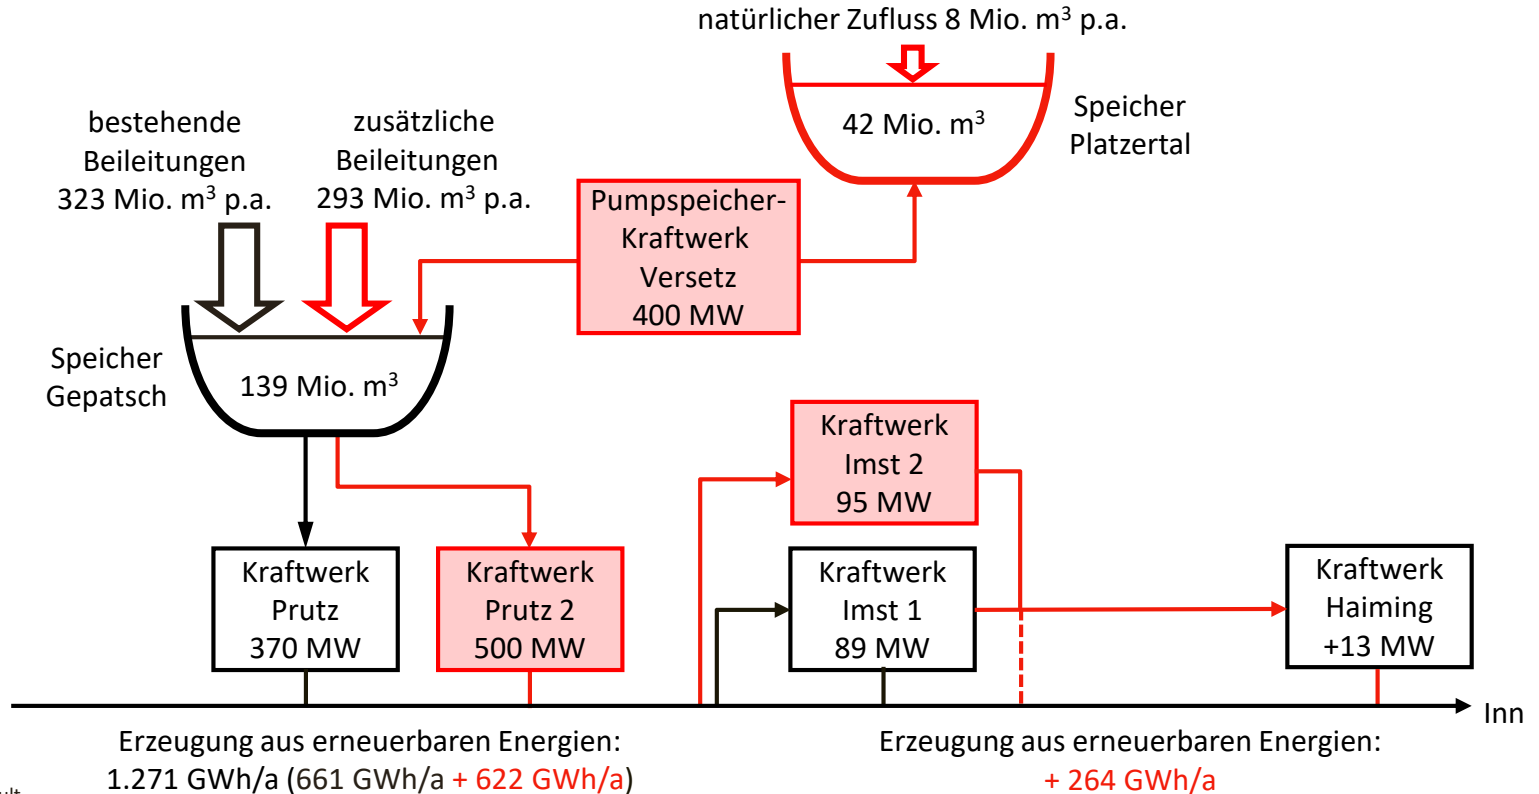 natürlicher Zufluss 8 Mio. m³ p.a.
42 Mio. m³
Speicher
Platzertal
bestehende
Beileitungen
323 Mio. m³ p.a.
zusätzliche
Beileitungen
293 Mio. m³ p.a.
Pumpspeicher-
Kraftwerk
Versetz
400 MW
Speicher
Gepatsch
139 Mio. m³
Kraftwerk
Imst 2
95 MW
Kraftwerk
Prutz
370 MW
Kraftwerk
Prutz 2
500 MW
Kraftwerk
Imst 1
89 MW
Kraftwerk
Haiming
+13 MW
Inn
Erzeugung aus erneuerbaren Energien:
1.271 GWh/a (661 GWh/a + 622 GWh/a)
Erzeugung aus erneuerbaren Energien:
+ 264 GWh/a